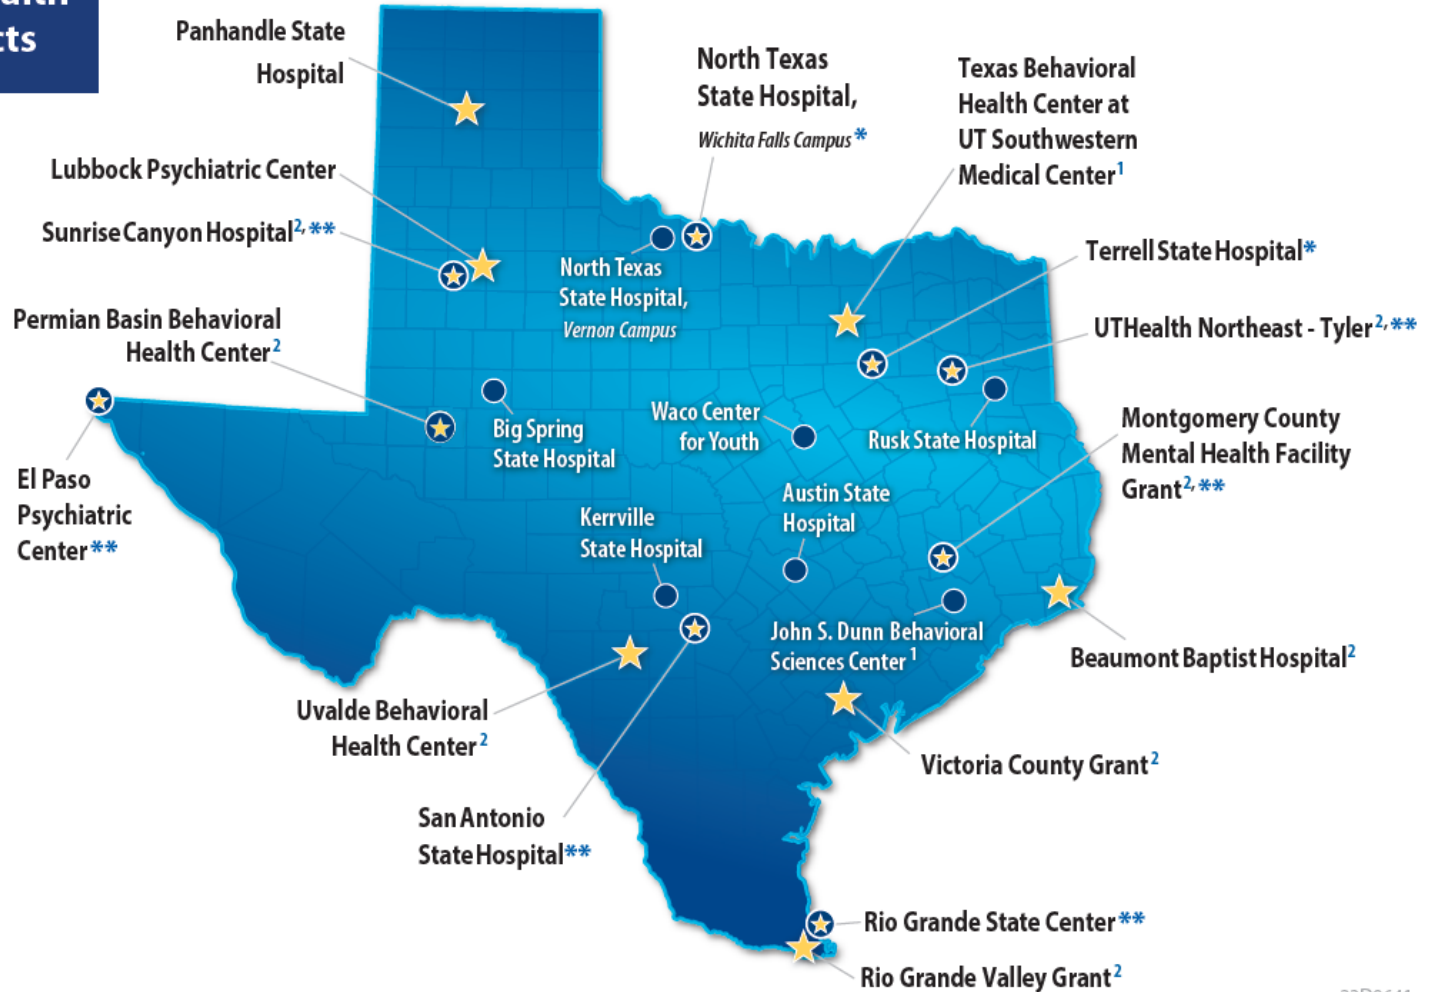 Panhandle State
Hospital
North Texas
State Hospital,
Wichita Falls Campus*
Texas Behavioral
Health Center at
UT Southwestern
Medical Center1
Lubbock Psychiatric Center
Sunrise Canyon Hospital2, **
Terrell State Hospital*
North Texas
State Hospital,
Vernon Campus
Permian Basin Behavioral
Health Center2
UTHealth Northeast - Tyler2, **
Big Spring
State Hospital
Waco Center
for Youth
Rusk State Hospital
Montgomery County
Mental Health Facility
Grant2, **
El Paso
Psychiatric
Center**
Kerrville
State Hospital
Austin State
Hospital
John S. Dunn Behavioral
Sciences Center1
Beaumont Baptist Hospital2
Uvalde Behavioral
Health Center2
Victoria County Grant2
San Antonio
State Hospital**
Rio Grande State Center**
Rio Grande Valley Grant2